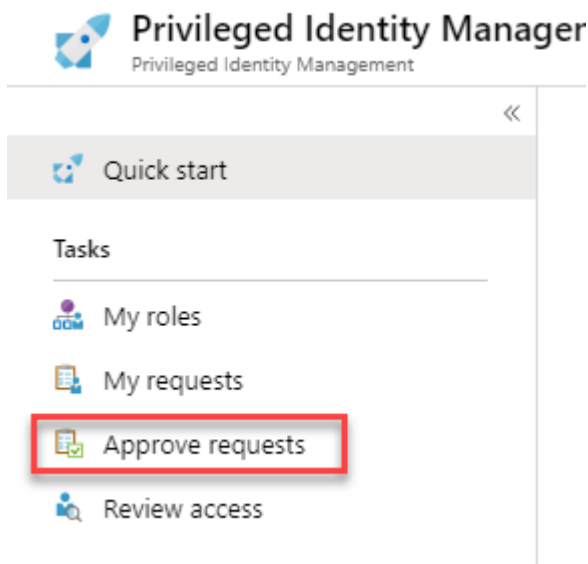 Privileged Identity Manager
Privileged Identity Management
«
Quick start
Tasks
My roles
My requests
Approve requests
Review access